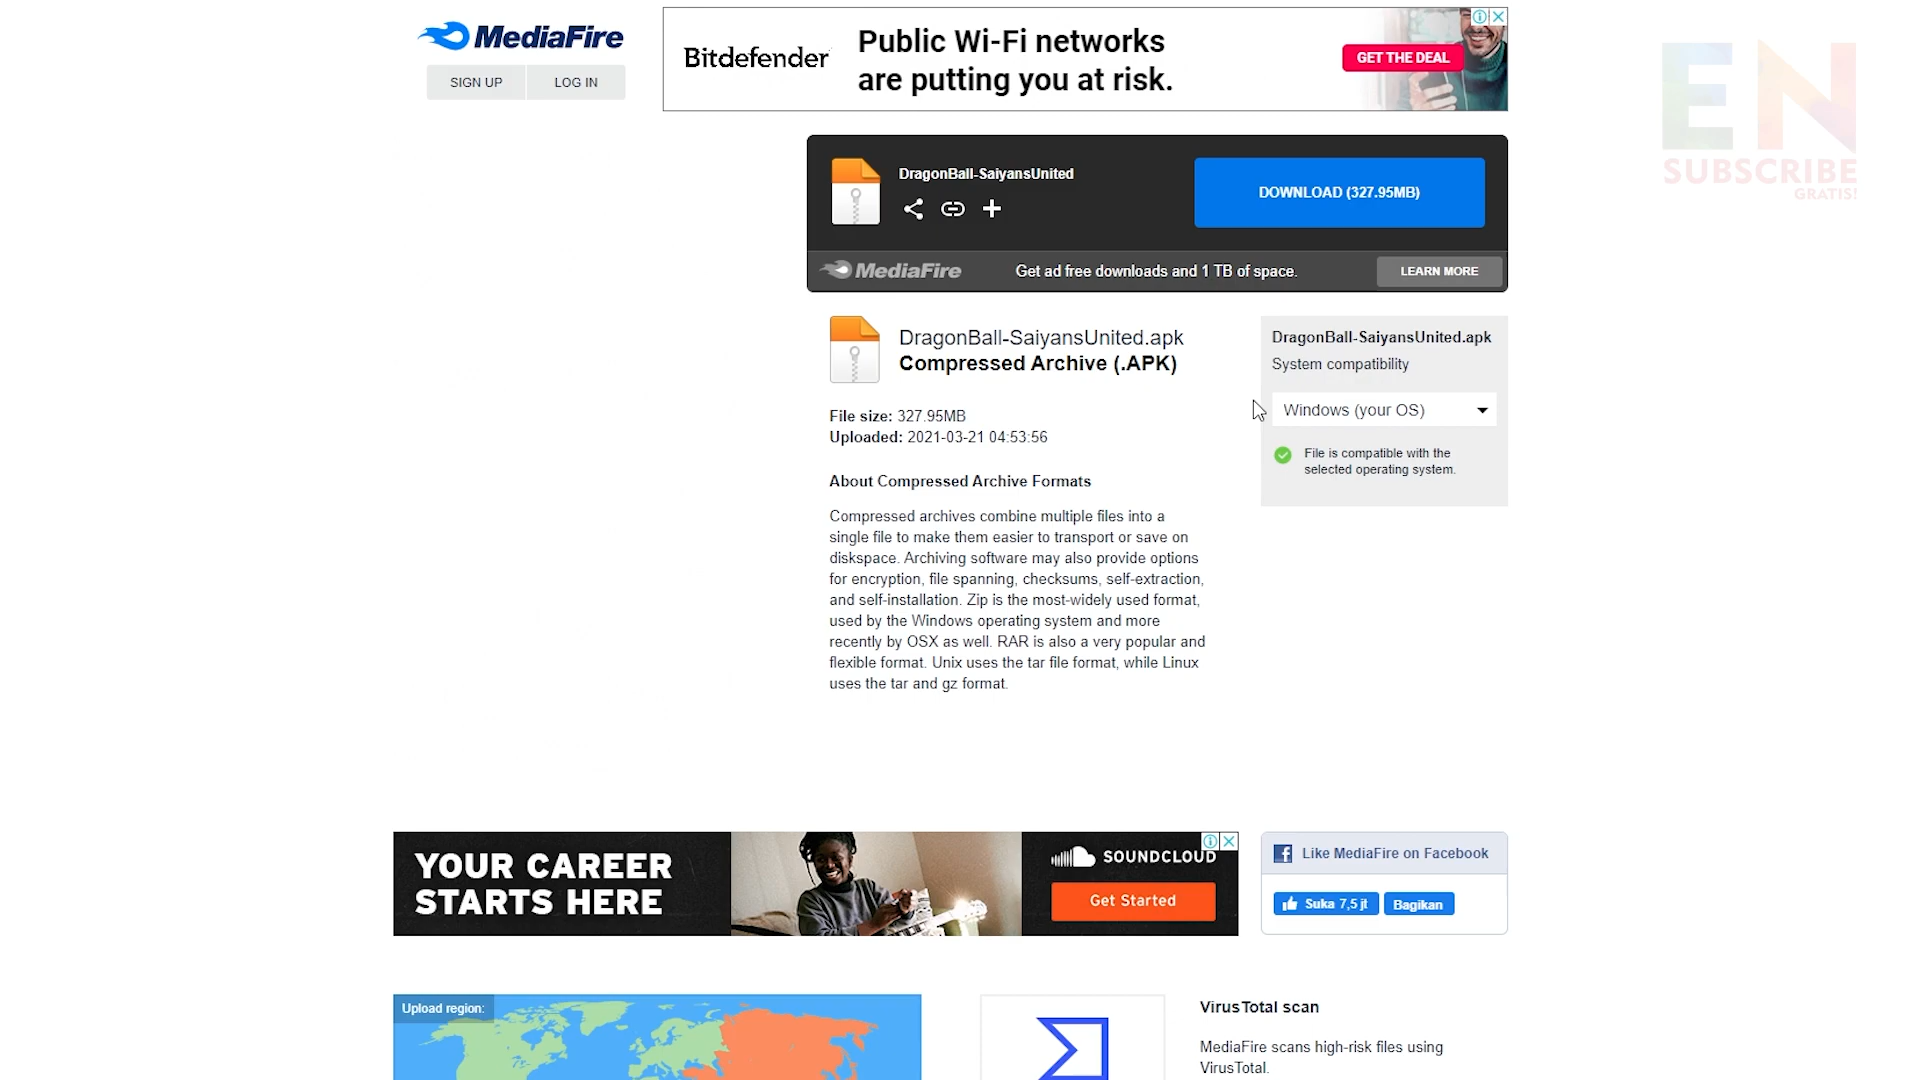 MediaFire
SIGN UP
LOG IN
Bitdefender
Public Wi-Fi networks
are putting you at risk.
GET THE DEAL
EN
SUBSCRIBE
GRATIS!
DragonBall-SaiyansUnited
DOWNLOAD (327.95MB)
MediaFire
Get ad free downloads and 1 TB of space.
LEARN MORE
DragonBall-SaiyansUnited.apk
Compressed Archive (.APK)
File size: 327.95MB
Uploaded: 2021-03-21 04:53:56
About Compressed Archive Formats
Compressed archives combine multiple files into a
single file to make them easier to transport or save on
diskspace. Archiving software may also provide options
for encryption, file spanning, checksums, self-extraction,
and self-installation. Zip is the most-widely used format,
used by the Windows operating system and more
recently by OSX as well. RAR is also a very popular and
flexible format. Unix uses the tar file format, while Linux
uses the tar and gz format.
DragonBall-SaiyansUnited.apk
System compatibility
Windows (your OS)
File is compatible with the
selected operating system.
YOUR CAREER
STARTS HERE
SOUNDCLOUD
Get Started
Like MediaFire on Facebook
Suka 7,5 jt
Bagikan
Upload region:
VirusTotal scan
MediaFire scans high-risk files using
VirusTotal.